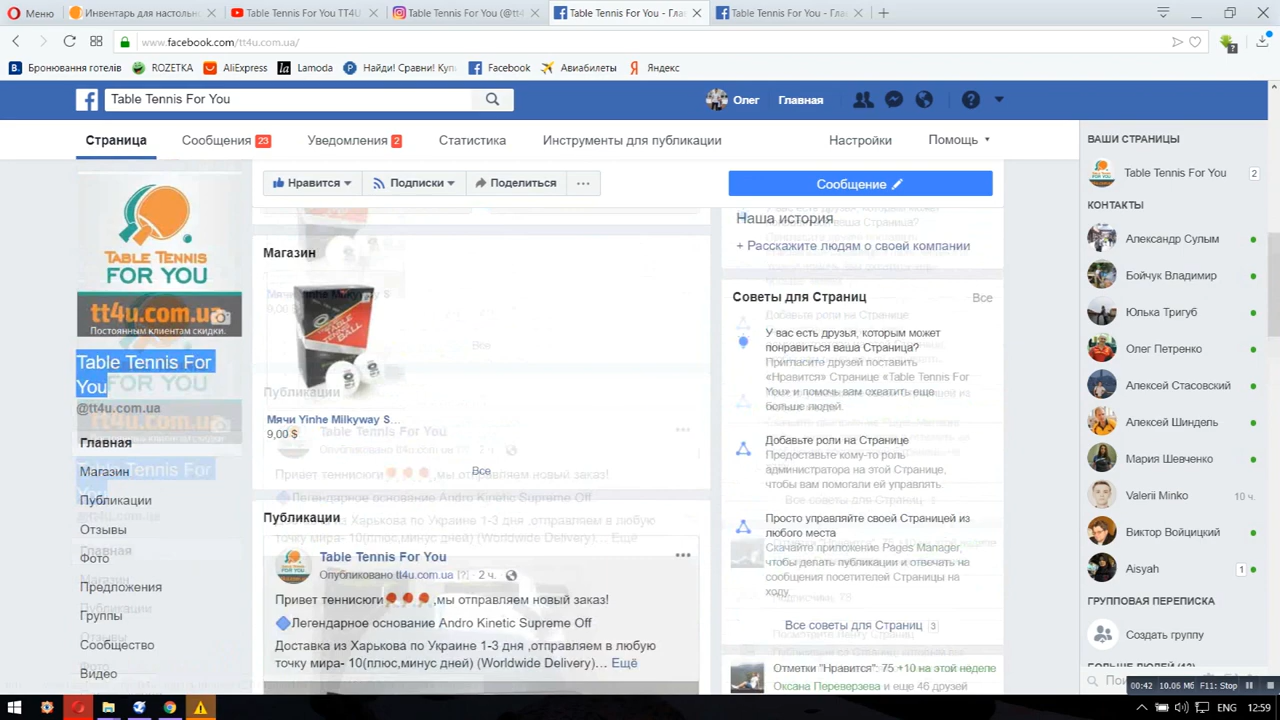 Меню
Инвентарь для настольн
Table Tennis For You TT4U
Table Tennis For You (@tt4
Table Tennis For You - Гла
Table Tennis For You - Глав
www.facebook.com/tt4u.com.ua/
Бронювання готелів
ROZETKA
AliExpress
Lamoda
Найди! Сравни! Купи
Facebook
Авиабилеты
Яндекс
Table Tennis For You
Олег
Главная
Страница
Сообщения 23
Уведомления 2
Статистика
Инструменты для публикации
Настройки
Помощь
TABLE TENNIS
FOR YOU
tt4u.com.ua
Постоянным клиентам скидки.
Table Tennis For
You
@tt4u.com.ua
Главная
Магазин
Публикации
Отзывы
Фото
Предложения
Группы
Сообщество
Видео
Нравится
Подписки
Поделиться
Сообщение
Магазин
Мячи Yinhe Milkyway S...
9,00 $
Все
Публикации
Table Tennis For You
Опубликовано tt4u.com.ua [?] · 2 ч. ·
Привет теннисюги ,мы отправляем новый заказ!
Легендарное основание Andro Kinetic Supreme Off
Доставка из Харькова по Украине 1-3 дня ,отправляем в любую
точку мира- 10(плюс,минус дней) (Worldwide Delivery)... Ещё
Наша история
+ Расскажите людям о своей компании
Советы для Страниц
Все
У вас есть друзья, которым может
понравиться ваша Страница?
Пригласите друзей поставить
«Нравится» Странице «Table Tennis For
You» и помочь вам охватить еще
больше людей.
Добавьте роли на Странице
Предоставьте кому-то роль
администратора на этой Странице,
чтобы вам помогали ей управлять.
Просто управляйте своей Страницей из
любого места
Скачайте приложение Pages Manager,
чтобы делать публикации и отвечать на
сообщения посетителей Страницы на
ходу.
Все советы для Страниц 3
Отметки "Нравится": 75 +10 на этой неделе
Оксана Переверзева и еще 46 друзей
ВАШИ СТРАНИЦЫ
Table Tennis For You 2
КОНТАКТЫ
Александр Сулым
Бойчук Владимир
Юлька Тригуб
Олег Петренко
Алексей Стасовский
Алексей Шиндель
Мария Шевченко
Valerii Minko 10 ч.
Виктор Войцицкий
Aisyah 1
ГРУППОВАЯ ПЕРЕПИСКА
Создать группу
00:42 10.05 Мб F11: Stop
ENG
12:59